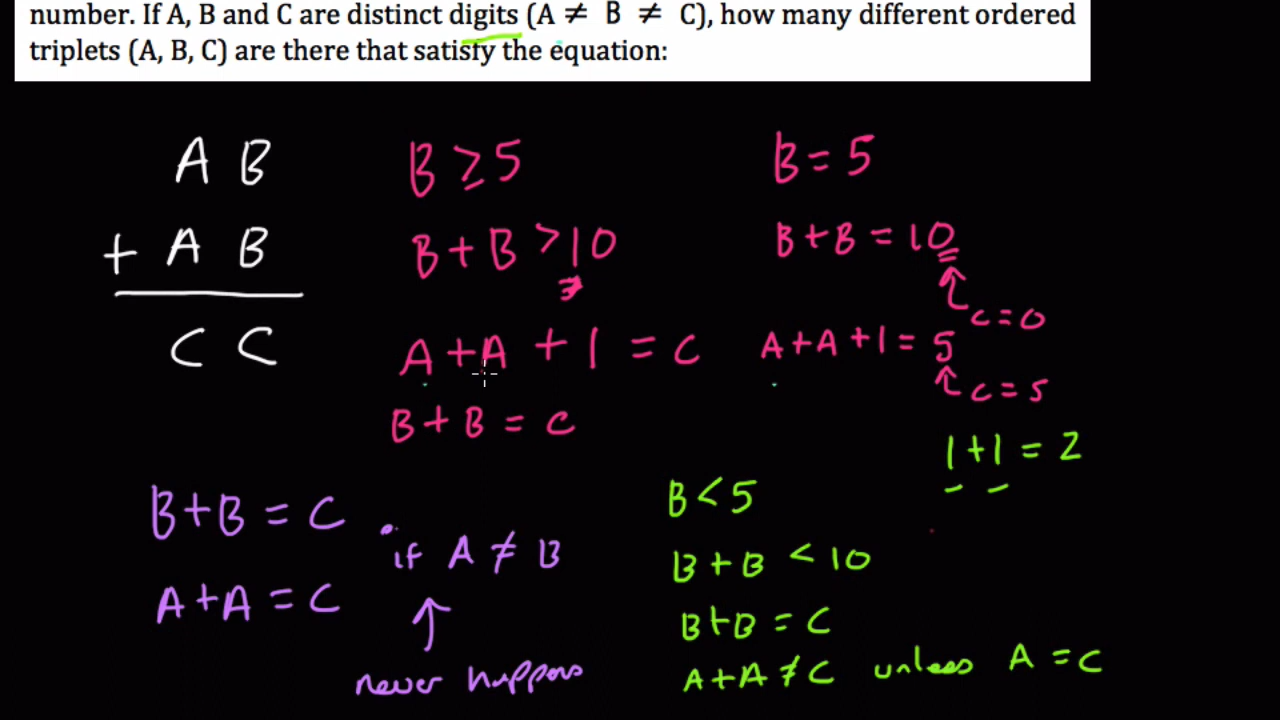 number. If A, B and C are distinct digits (A ≠ B ≠ C), how many different ordered
triplets (A, B, C) are there that satisfy the equation:
A B
+ A B
C C
B ≥ 5
B + B > 10
A + A + 1 = C
B + B = C
B = 5
B + B = 10
C = 0
A + A + 1 = 5
C = 5
1 + 1 = 2
B + B = C
A + A = C
if A ≠ B
never happens
B < 5
B + B < 10
B + B = C
A + A ≠ C unless A = C